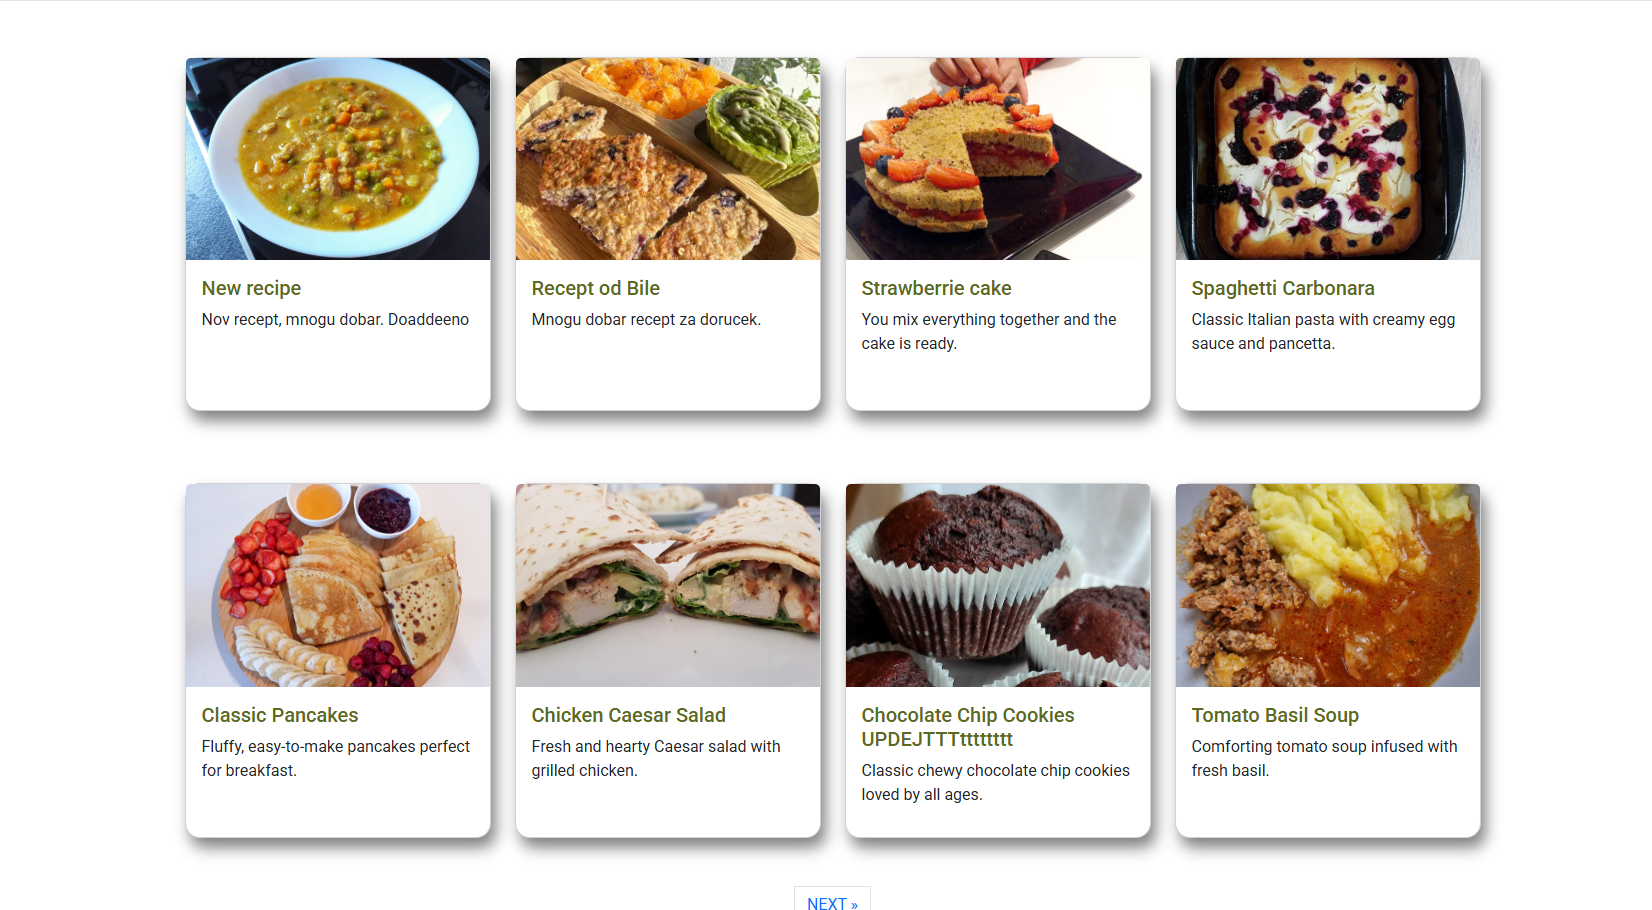 New recipe
Nov recept, mnogu dobar. Doaddeeno
Recept od Bile
Mnogu dobar recept za dorucek.
Strawberrie cake
You mix everything together and the
cake is ready.
Spaghetti Carbonara
Classic Italian pasta with creamy egg
sauce and pancetta.
Classic Pancakes
Fluffy, easy-to-make pancakes perfect
for breakfast.
Chicken Caesar Salad
Fresh and hearty Caesar salad with
grilled chicken.
Chocolate Chip Cookies
UPDEJTTTtttttttt
Classic chewy chocolate chip cookies
loved by all ages.
Tomato Basil Soup
Comforting tomato soup infused with
fresh basil.
NEXT »